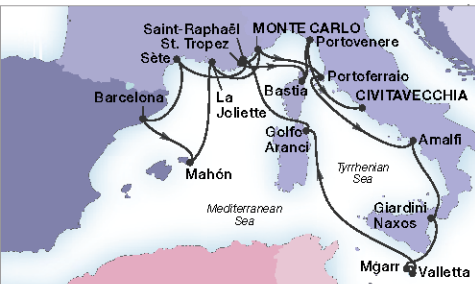 Saint-Raphaël
MONTE CARLO
St. Tropez
Portovenere
Sète
Portoferraio
Bastia
La
Joliette
CIVITAVECCHIA
Barcelona
Golfo
Aranci
Amalfi
Mahón
Tyrrhenian
Sea
Mediterranean
Sea
Giardini
Naxos
Mġarr
Valletta